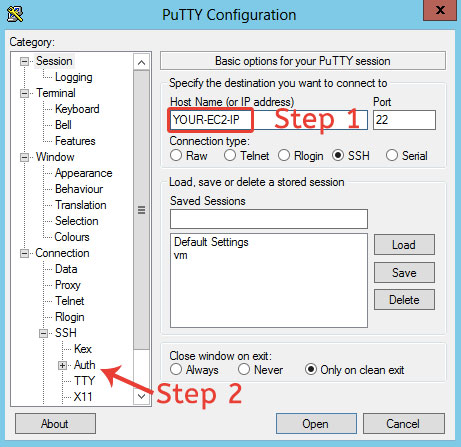 PuTTY Configuration
x
Category:
Session
Logging
Terminal
Keyboard
Bell
Features
Window
Appearance
Behaviour
Translation
Selection
Colours
Connection
Data
Proxy
Telnet
Rlogin
SSH
Kex
Auth
TTY
X11
Basic options for your PuTTY session
Specify the destination you want to connect to
Host Name (or IP address) Port
YOUR-EC2-IP Step 1 22
Connection type:
Raw Telnet Rlogin SSH Serial
Load, save or delete a stored session
Saved Sessions
Default Settings
vm
Load
Save
Delete
Close window on exit:
Always Never Only on clean exit
Step 2
About Open Cancel